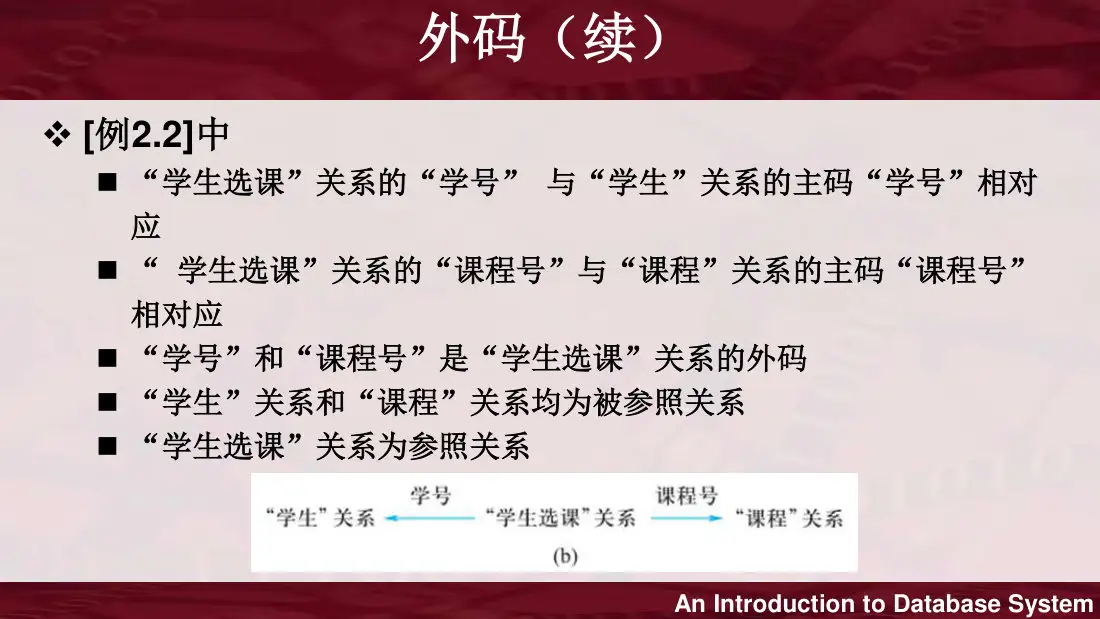 外码（续）
❖ [例2.2]中
■ “学生选课”关系的“学号” 与“学生”关系的主码“学号”相对
应
■ “ 学生选课”关系的“课程号”与“课程”关系的主码“课程号”
相对应
■ “学号”和“课程号”是“学生选课”关系的外码
■ “学生”关系和“课程”关系均为被参照关系
■ “学生选课”关系为参照关系
学号 课程号
“学生”关系 “学生选课”关系 “课程”关系
(b)
An Introduction to Database System